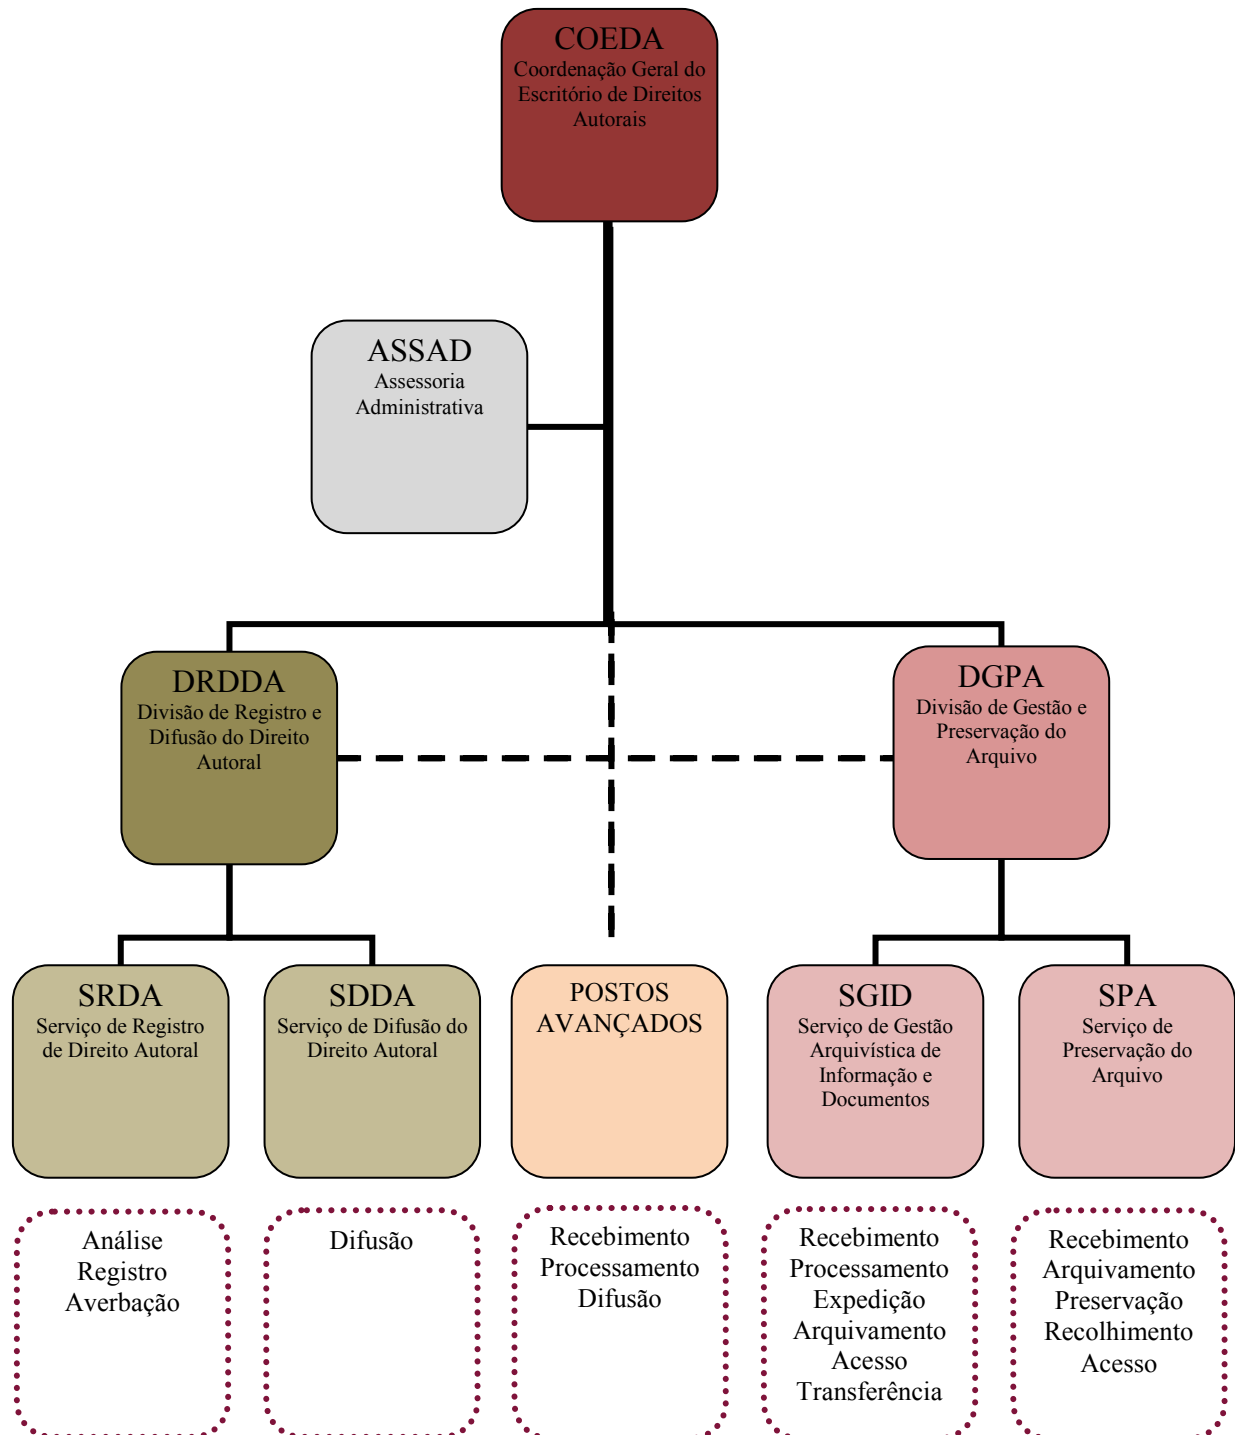 COEDA
Coordenação Geral do
Escritório de Direitos
Autorais
ASSAD
Assessoria
Administrativa
DRDDA
Divisão de Registro e
Difusão do Direito
Autoral
DGPA
Divisão de Gestão e
Preservação do
Arquivo
SRDA
Serviço de Registro
de Direito Autoral
SDDA
Serviço de Difusão do
Direito Autoral
POSTOS
AVANÇADOS
SGID
Serviço de Gestão
Arquivística de
Informação e
Documentos
SPA
Serviço de
Preservação do
Arquivo
Análise
Registro
Averbação
Difusão
Recebimento
Processamento
Difusão
Recebimento
Processamento
Expedição
Arquivamento
Acesso
Transferência
Recebimento
Arquivamento
Preservação
Recolhimento
Acesso